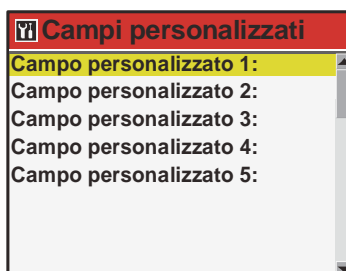 Campi personalizzati
Campo personalizzato 1:
Campo personalizzato 2:
Campo personalizzato 3:
Campo personalizzato 4:
Campo personalizzato 5: